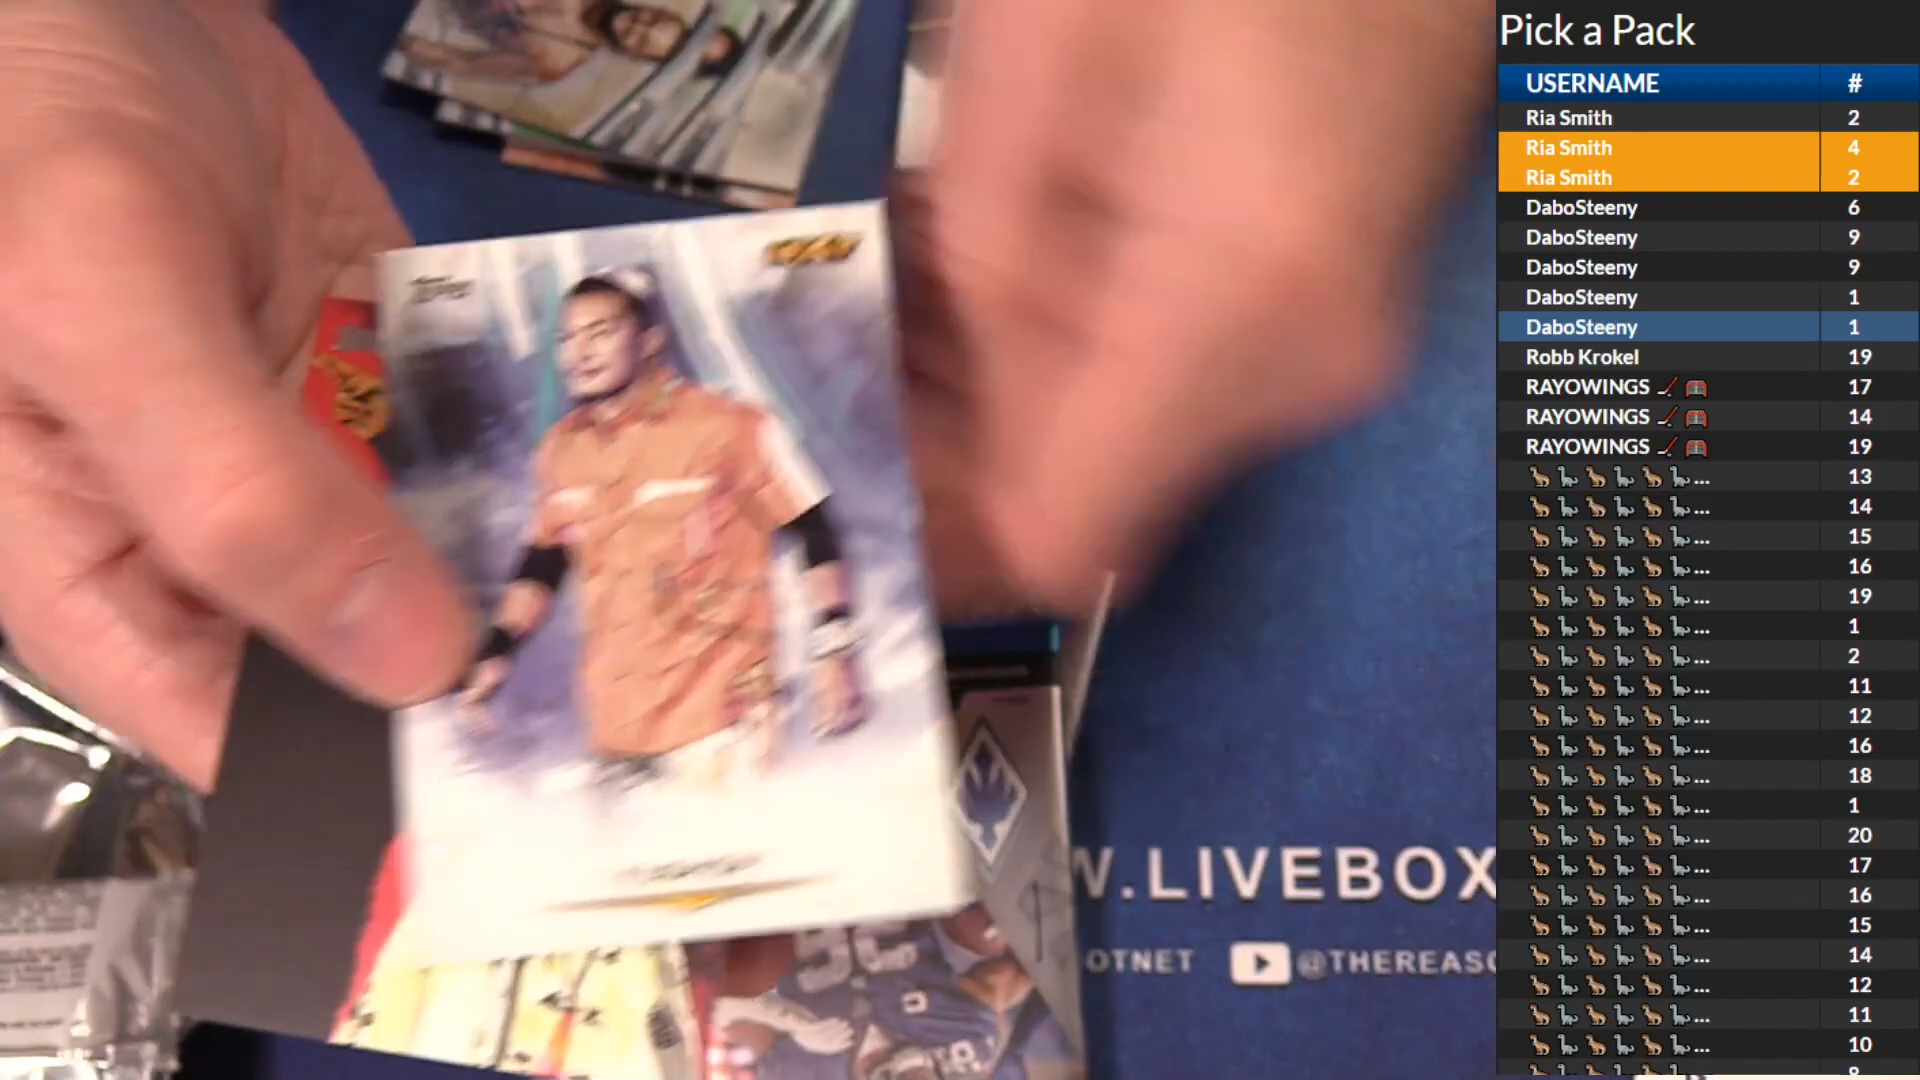 Pick a Pack
USERNAME #
Ria Smith 2
Ria Smith 4
Ria Smith 2
DaboSteeny 6
DaboSteeny 9
DaboSteeny 9
DaboSteeny 1
DaboSteeny 1
Robb Krokel 19
RAYOWINGS 17
RAYOWINGS 14
RAYOWINGS 19
... 13
... 14
... 15
... 16
... 19
... 1
... 2
... 11
... 12
... 16
... 18
... 1
... 20
... 17
... 16
... 15
... 14
... 12
... 11
... 10
W.LIVEBOX
OTNET @THEREASO